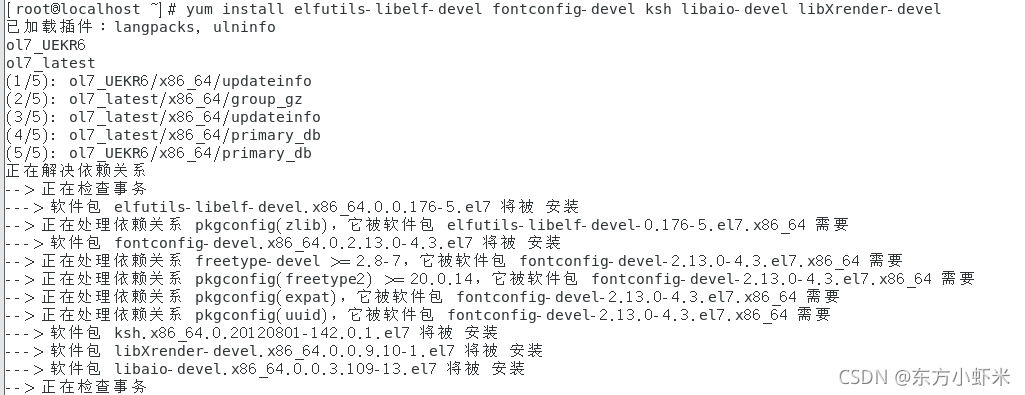 [root@localhost ~]# yum install elfutils-libelf-devel fontconfig-devel ksh libaio-devel libXrender-devel
已加载插件：langpacks, ulninfo
ol7_UEKR6
ol7_latest
(1/5): ol7_UEKR6/x86_64/updateinfo
(2/5): ol7_latest/x86_64/group_gz
(3/5): ol7_latest/x86_64/updateinfo
(4/5): ol7_latest/x86_64/primary_db
(5/5): ol7_UEKR6/x86_64/primary_db
正在解决依赖关系
--> 正在检查事务
---> 软件包 elfutils-libelf-devel.x86_64.0.0.176-5.el7 将被 安装
--> 正在处理依赖关系 pkgconfig(zlib)，它被软件包 elfutils-libelf-devel-0.176-5.el7.x86_64 需要
---> 软件包 fontconfig-devel.x86_64.0.2.13.0-4.3.el7 将被 安装
--> 正在处理依赖关系 freetype-devel >= 2.8-7，它被软件包 fontconfig-devel-2.13.0-4.3.el7.x86_64 需要
--> 正在处理依赖关系 pkgconfig(freetype2) >= 20.0.14，它被软件包 fontconfig-devel-2.13.0-4.3.el7.x86_64 需要
--> 正在处理依赖关系 pkgconfig(expat)，它被软件包 fontconfig-devel-2.13.0-4.3.el7.x86_64 需要
--> 正在处理依赖关系 pkgconfig(uuid)，它被软件包 fontconfig-devel-2.13.0-4.3.el7.x86_64 需要
---> 软件包 ksh.x86_64.0.20120801-142.0.1.el7 将被 安装
---> 软件包 libXrender-devel.x86_64.0.0.9.10-1.el7 将被 安装
---> 软件包 libaio-devel.x86_64.0.0.3.109-13.el7 将被 安装
--> 正在检查事务
CSDN @东方小虾米